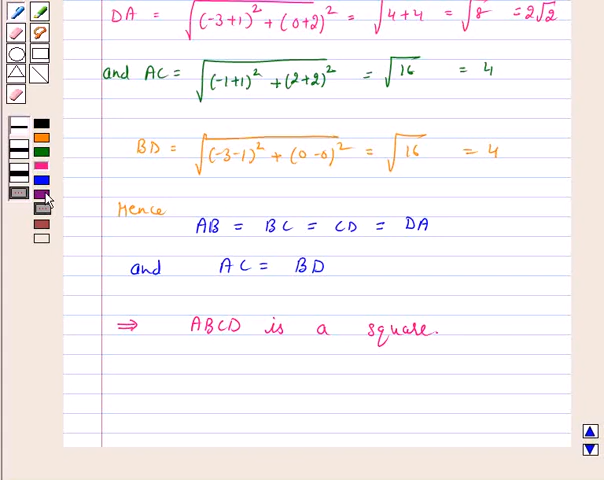 DA = √(-3+1)² + (0+2)² = √4+4 = √8 = 2√2
and AC = √(-1+1)² + (2+2)² = √16 = 4
BD = √(-3-1)² + (0-0)² = √16 = 4
Hence
AB = BC = CD = DA
and AC = BD
⇒ ABCD is a square.